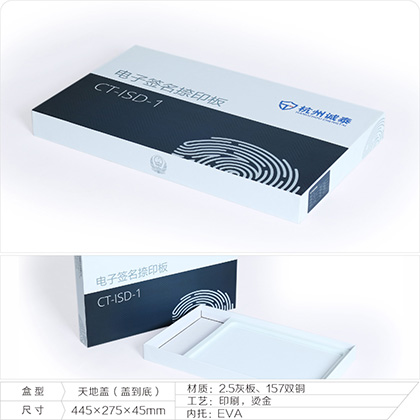 电子签名捺印板
CT-ISD-1
杭州诚泰
电子签名捺印板
CT-ISD-1
盒型 天地盖（盖到底）
尺寸 445×275×45mm
材质：2.5灰板、157双铜
工艺：印刷，烫金
内托：EVA